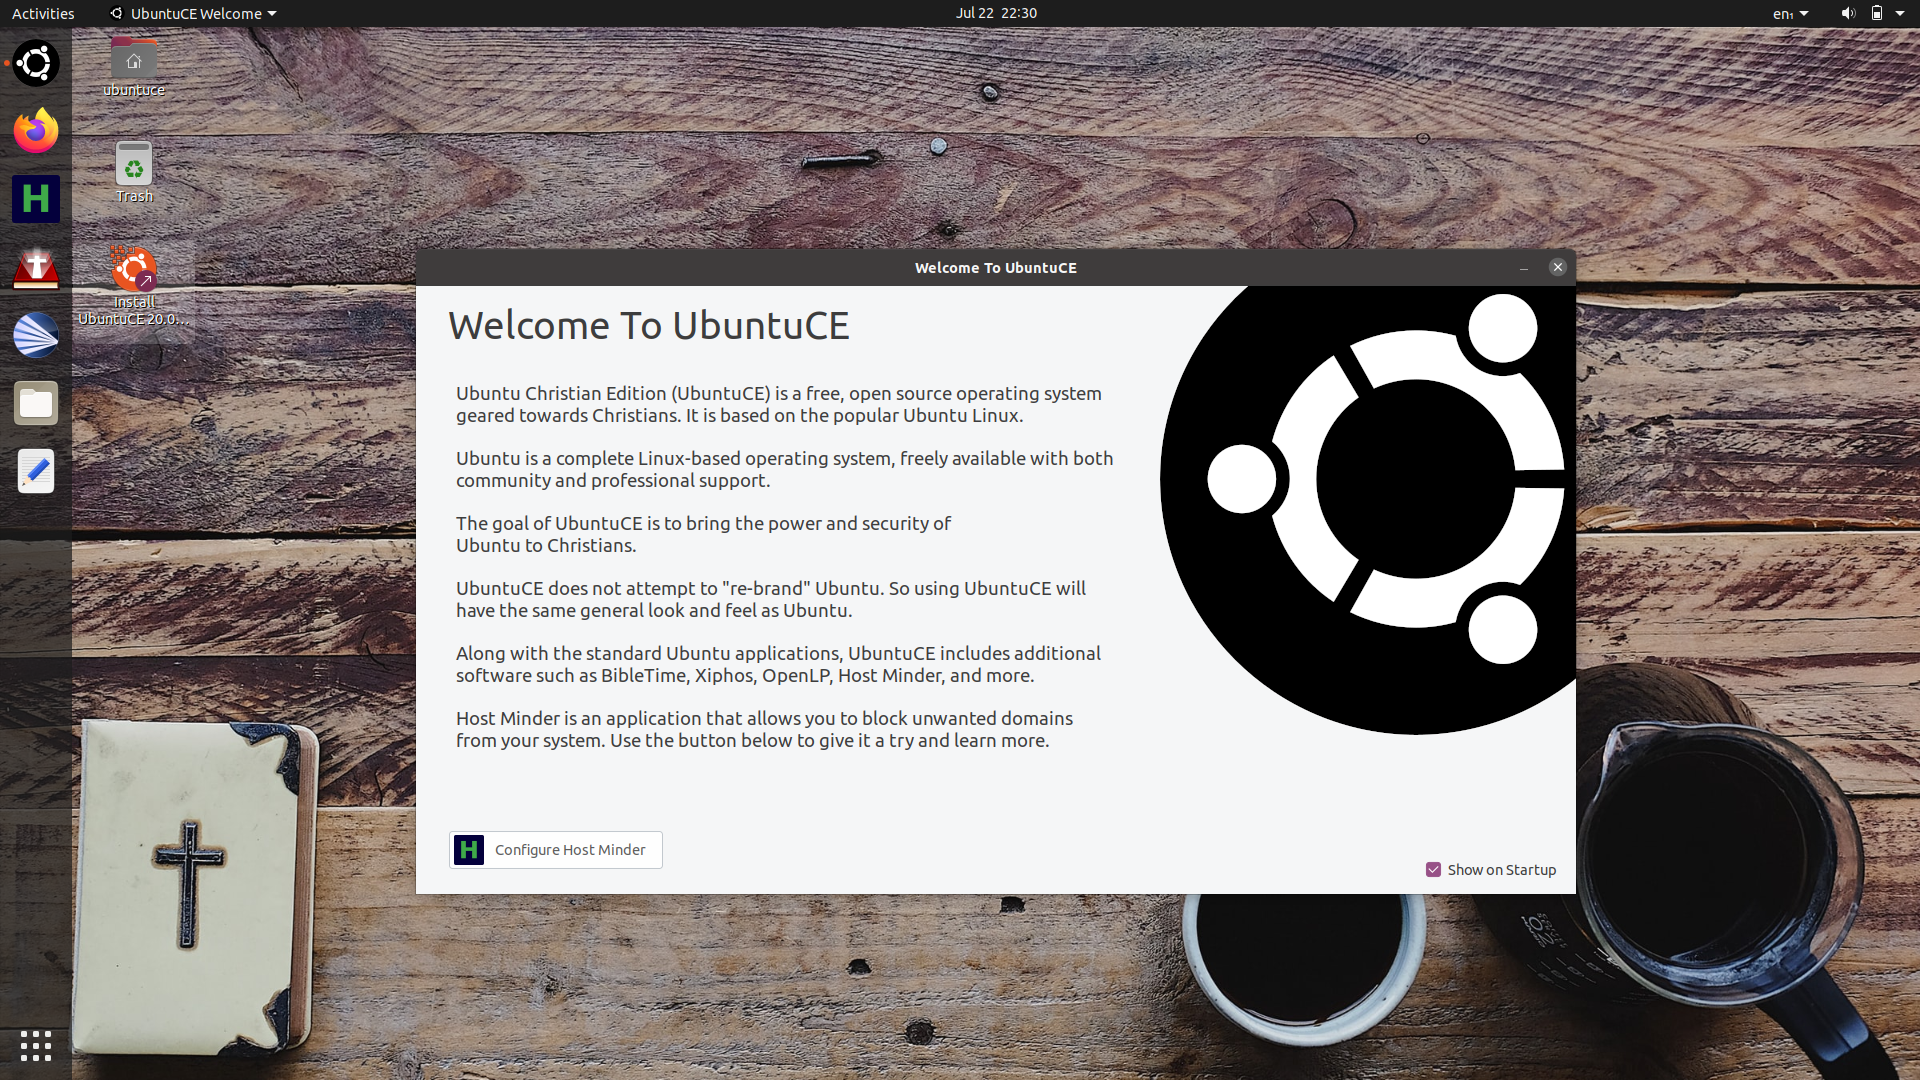 Activities
UbuntuCE Welcome
Jul 22 22:30
en₁
ubuntuce
Trash
Install
UbuntuCE 20.0…
Welcome To UbuntuCE
Welcome To UbuntuCE
Ubuntu Christian Edition (UbuntuCE) is a free, open source operating system
geared towards Christians. It is based on the popular Ubuntu Linux.
Ubuntu is a complete Linux-based operating system, freely available with both
community and professional support.
The goal of UbuntuCE is to bring the power and security of
Ubuntu to Christians.
UbuntuCE does not attempt to "re-brand" Ubuntu. So using UbuntuCE will
have the same general look and feel as Ubuntu.
Along with the standard Ubuntu applications, UbuntuCE includes additional
software such as BibleTime, Xiphos, OpenLP, Host Minder, and more.
Host Minder is an application that allows you to block unwanted domains
from your system. Use the button below to give it a try and learn more.
H
H Configure Host Minder
Show on Startup